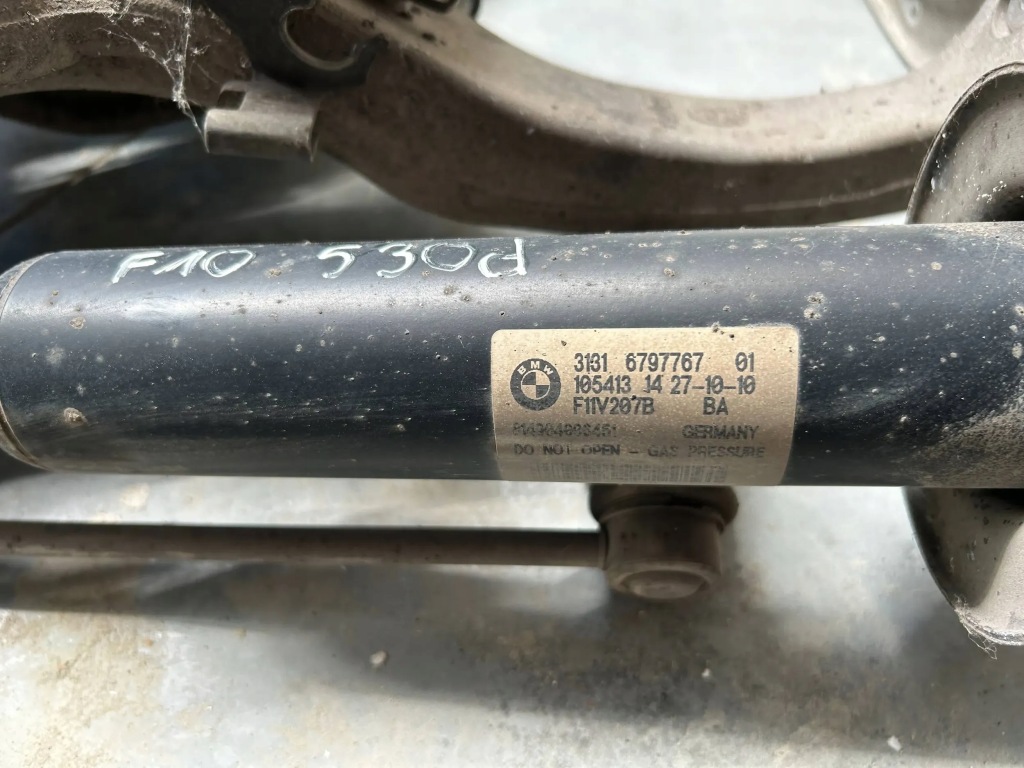 F10 530d
BMW
3131 6797767 01
105413 14 27-10-10
F11V207B BA
GERMANY
DO NOT OPEN - GAS PRESSURE